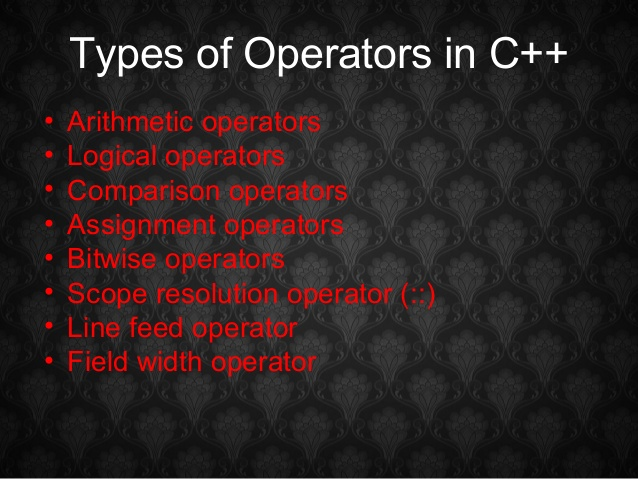 Types of Operators in C++
• Arithmetic operators
• Logical operators
• Comparison operators
• Assignment operators
• Bitwise operators
• Scope resolution operator (::)
• Line feed operator
• Field width operator